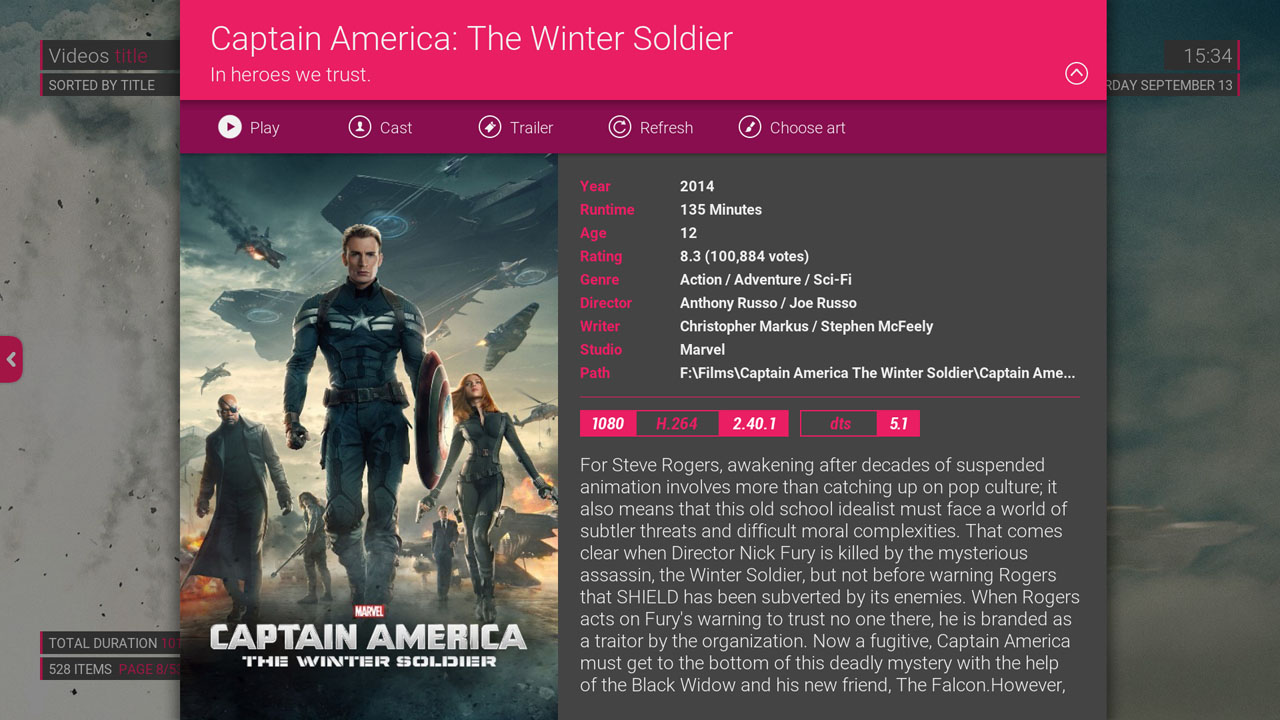 Videos title
SORTED BY TITLE
Captain America: The Winter Soldier
In heroes we trust.
15:34
RDAY SEPTEMBER 13
Play
Cast
Trailer
Refresh
Choose art
Year 2014
Runtime 135 Minutes
Age 12
Rating 8.3 (100,884 votes)
Genre Action / Adventure / Sci-Fi
Director Anthony Russo / Joe Russo
Writer Christopher Markus / Stephen McFeely
Studio Marvel
Path F:\Films\Captain America The Winter Soldier\Captain Ame...
1080 H.264 2.40.1 dts 5.1
For Steve Rogers, awakening after decades of suspended
animation involves more than catching up on pop culture; it
also means that this old school idealist must face a world of
subtler threats and difficult moral complexities. That comes
clear when Director Nick Fury is killed by the mysterious
assassin, the Winter Soldier, but not before warning Rogers
that SHIELD has been subverted by its enemies. When Rogers
acts on Fury's warning to trust no one there, he is branded as
a traitor by the organization. Now a fugitive, Captain America
must get to the bottom of this deadly mystery with the help
of the Black Widow and his new friend, The Falcon.However,
MARVEL
CAPTAIN AMERICA
THE WINTER SOLDIER
TOTAL DURATION
528 ITEMS PAGE 8/53